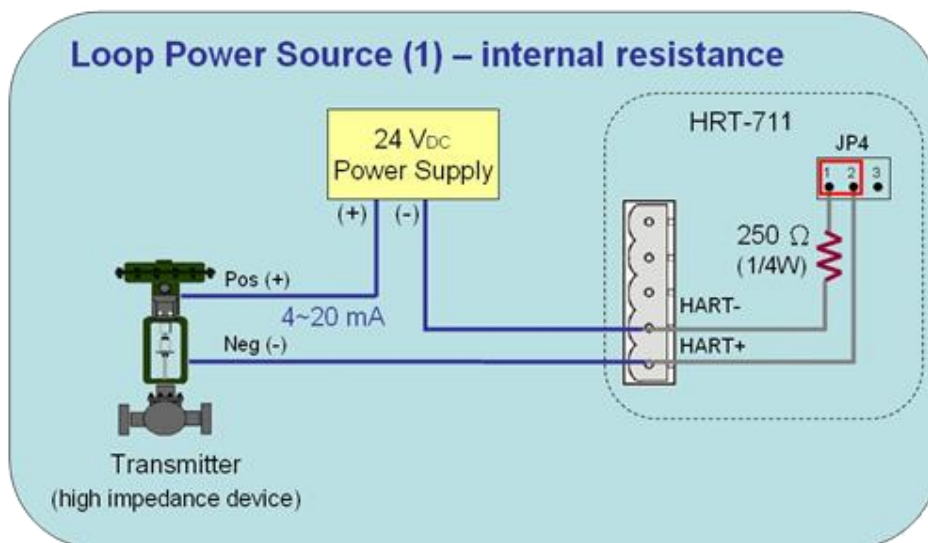 Loop Power Source (1) – internal resistance
HRT-711
JP4
1 2 3
24 VDC
Power Supply
(+) (-)
250 Ω
(1/4W)
Pos (+)
4~20 mA
HART-
Neg (-)
HART+
Transmitter
(high impedance device)